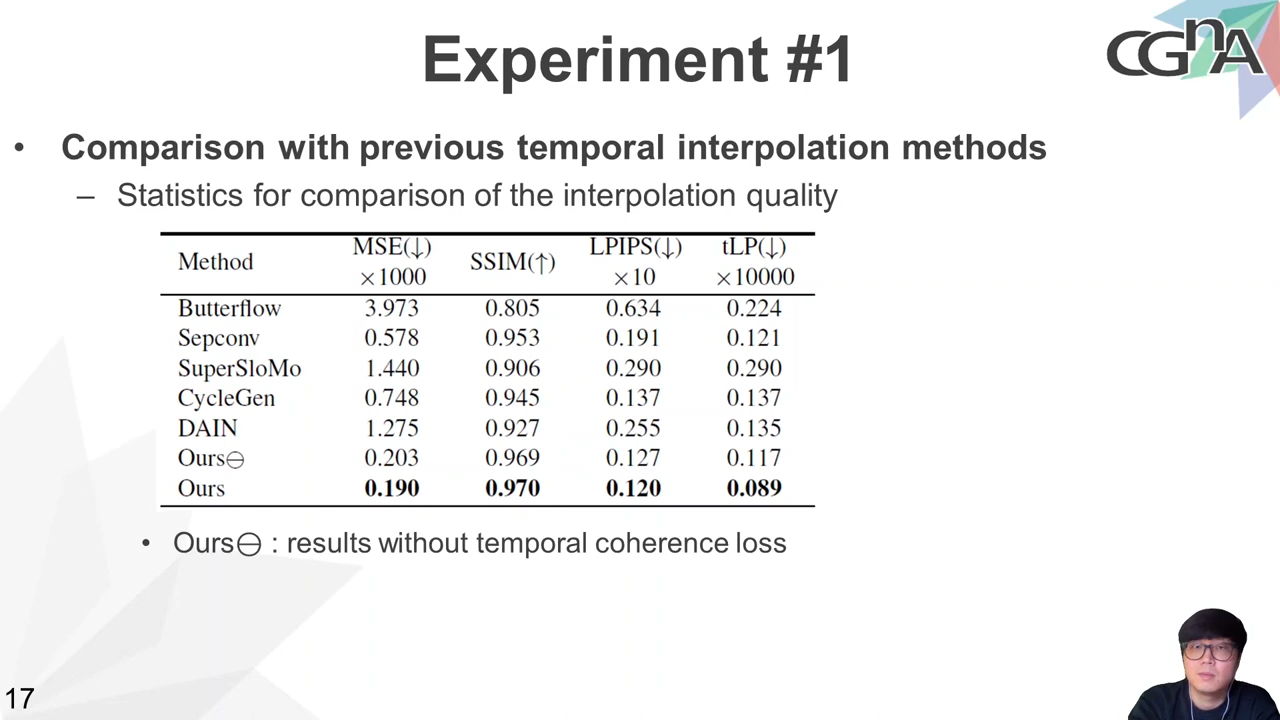 Experiment #1
CGnA
• Comparison with previous temporal interpolation methods
– Statistics for comparison of the interpolation quality
Method MSE(↓) ×1000 SSIM(↑) LPIPS(↓) ×10 tLP(↓) ×10000
Butterflow 3.973 0.805 0.634 0.224
Sepconv 0.578 0.953 0.191 0.121
SuperSloMo 1.440 0.906 0.290 0.290
CycleGen 0.748 0.945 0.137 0.137
DAIN 1.275 0.927 0.255 0.135
Ours⊖ 0.203 0.969 0.127 0.117
Ours 0.190 0.970 0.120 0.089
• Ours⊖ : results without temporal coherence loss
17